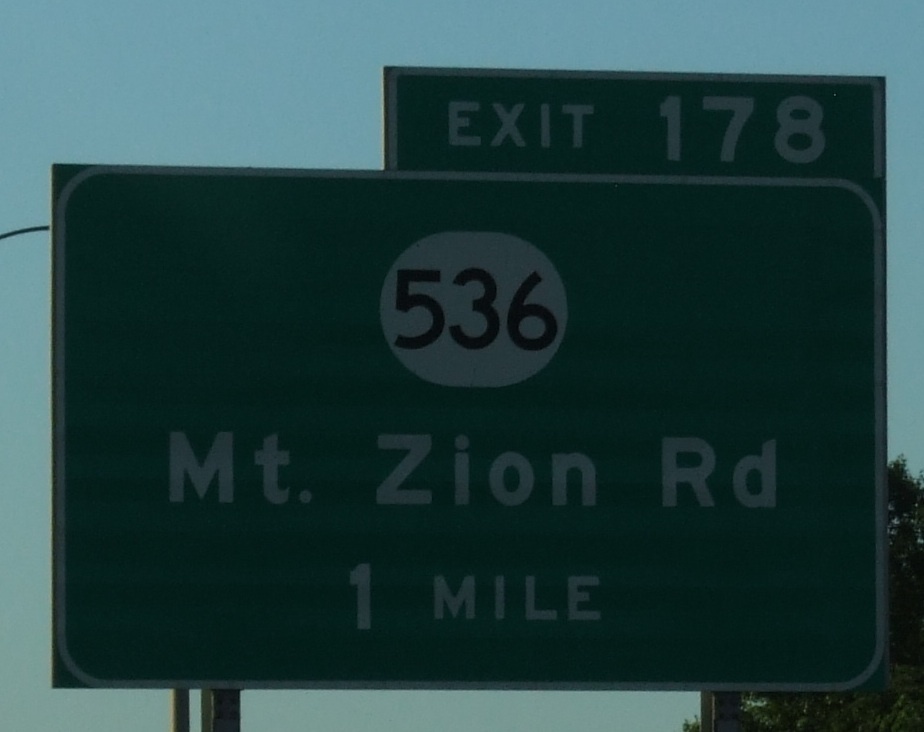 EXIT 178
536
Mt. Zion Rd
1 MILE